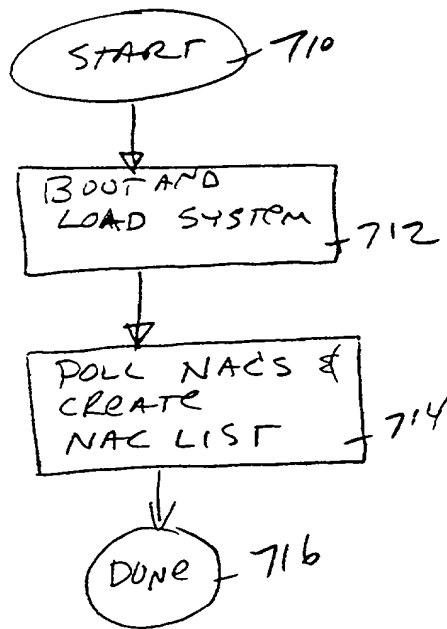 START 710
BOOT AND
LOAD SYSTEM
712
POLL NACS &
CREATE
NAC LIST 714
DONE 716